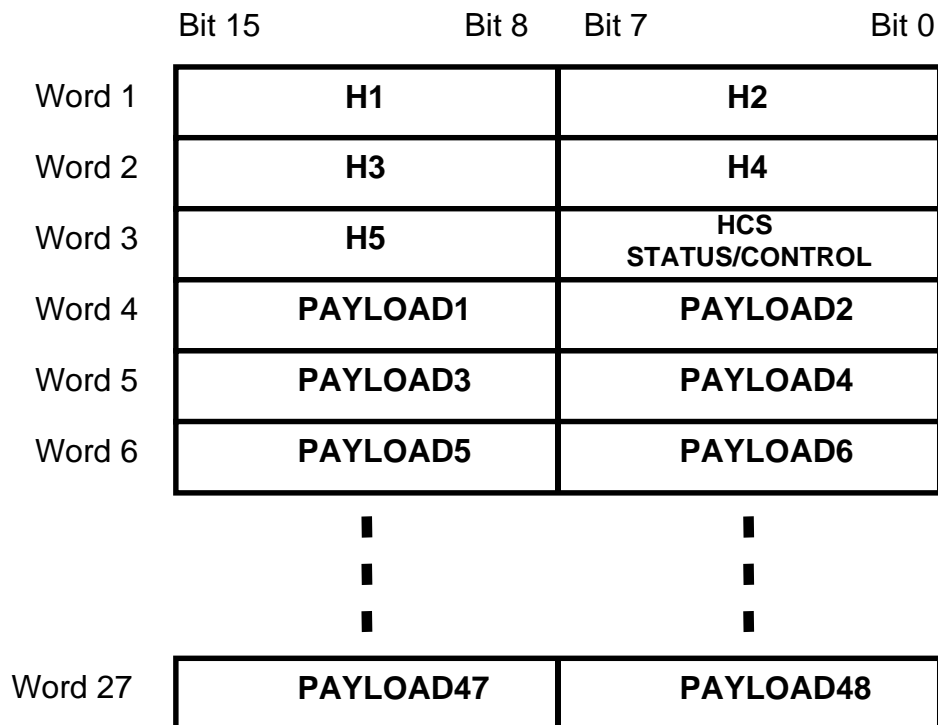 Bit 15 Bit 8 Bit 7 Bit 0
Word 1 H1 H2
Word 2 H3 H4
Word 3 H5 HCS
STATUS/CONTROL
Word 4 PAYLOAD1 PAYLOAD2
Word 5 PAYLOAD3 PAYLOAD4
Word 6 PAYLOAD5 PAYLOAD6
Word 27 PAYLOAD47 PAYLOAD48